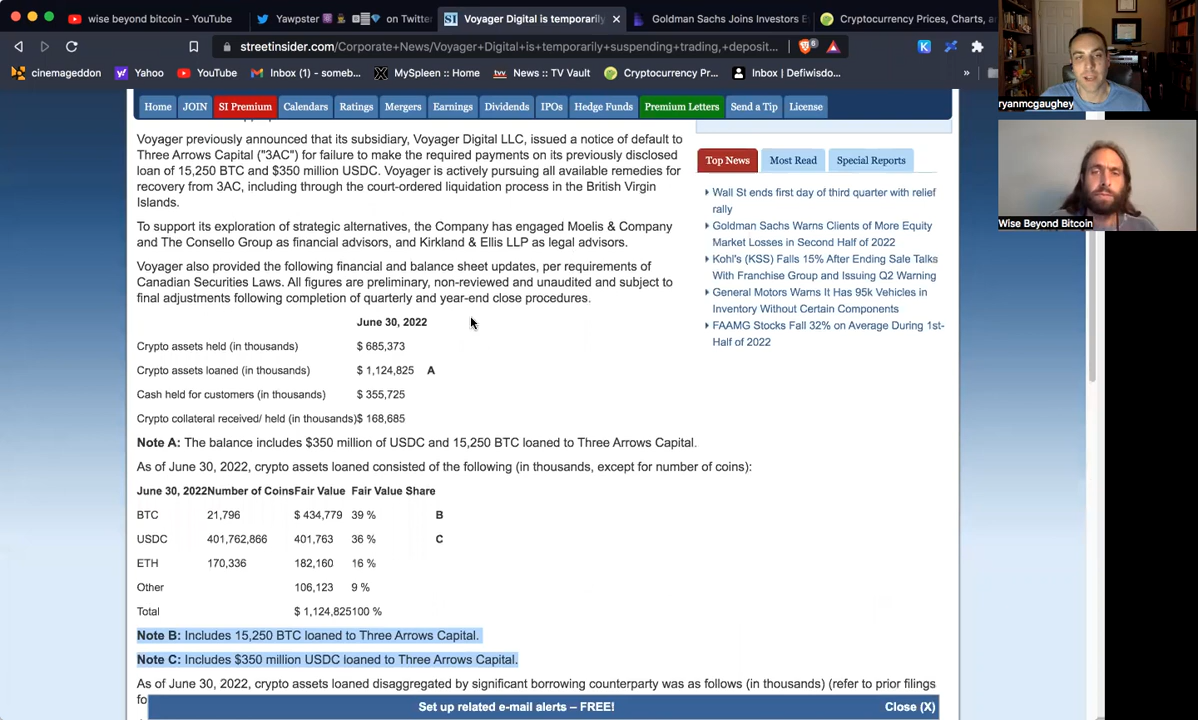 wise beyond bitcoin - YouTube
Yawpster on Twitte
SI Voyager Digital is temporarily
Goldman Sachs Joins Investors E
Cryptocurrency Prices, Charts, a
streetinsider.com/Corporate+News/Voyager+Digital+is+temporarily+suspending+trading,+deposit...
6
K
cinemageddon
Yahoo
YouTube
Inbox (1) - someb...
MySpleen :: Home
tvv News :: TV Vault
Cryptocurrency Pr...
Inbox | Defiwisdo...
»
ryanmcgaughey
Wise Beyond Bitcoin
Home JOIN SI Premium Calendars Ratings Mergers Earnings Dividends IPOs Hedge Funds Premium Letters Send a Tip License
Voyager previously announced that its subsidiary, Voyager Digital LLC, issued a notice of default to
Three Arrows Capital ("3AC") for failure to make the required payments on its previously disclosed
loan of 15,250 BTC and $350 million USDC. Voyager is actively pursuing all available remedies for
recovery from 3AC, including through the court-ordered liquidation process in the British Virgin
Islands.
To support its exploration of strategic alternatives, the Company has engaged Moelis & Company
and The Consello Group as financial advisors, and Kirkland & Ellis LLP as legal advisors.
Voyager also provided the following financial and balance sheet updates, per requirements of
Canadian Securities Laws. All figures are preliminary, non-reviewed and unaudited and subject to
final adjustments following completion of quarterly and year-end close procedures.
June 30, 2022
Crypto assets held (in thousands) $ 685,373
Crypto assets loaned (in thousands) $ 1,124,825 A
Cash held for customers (in thousands) $ 355,725
Crypto collateral received/ held (in thousands)$ 168,685
Note A: The balance includes $350 million of USDC and 15,250 BTC loaned to Three Arrows Capital.
As of June 30, 2022, crypto assets loaned consisted of the following (in thousands, except for number of coins):
June 30, 2022Number of CoinsFair Value Fair Value Share
BTC 21,796 $ 434,779 39 % B
USDC 401,762,866 401,763 36 % C
ETH 170,336 182,160 16 %
Other 106,123 9 %
Total $ 1,124,825100 %
Note B: Includes 15,250 BTC loaned to Three Arrows Capital.
Note C: Includes $350 million USDC loaned to Three Arrows Capital.
As of June 30, 2022, crypto assets loaned disaggregated by significant borrowing counterparty was as follows (in thousands) (refer to prior filings
fo
Top News Most Read Special Reports
Wall St ends first day of third quarter with relief
rally
Goldman Sachs Warns Clients of More Equity
Market Losses in Second Half of 2022
Kohl's (KSS) Falls 15% After Ending Sale Talks
With Franchise Group and Issuing Q2 Warning
General Motors Warns It Has 95k Vehicles in
Inventory Without Certain Components
FAAMG Stocks Fall 32% on Average During 1st-
Half of 2022
Set up related e-mail alerts – FREE!
Close (X)